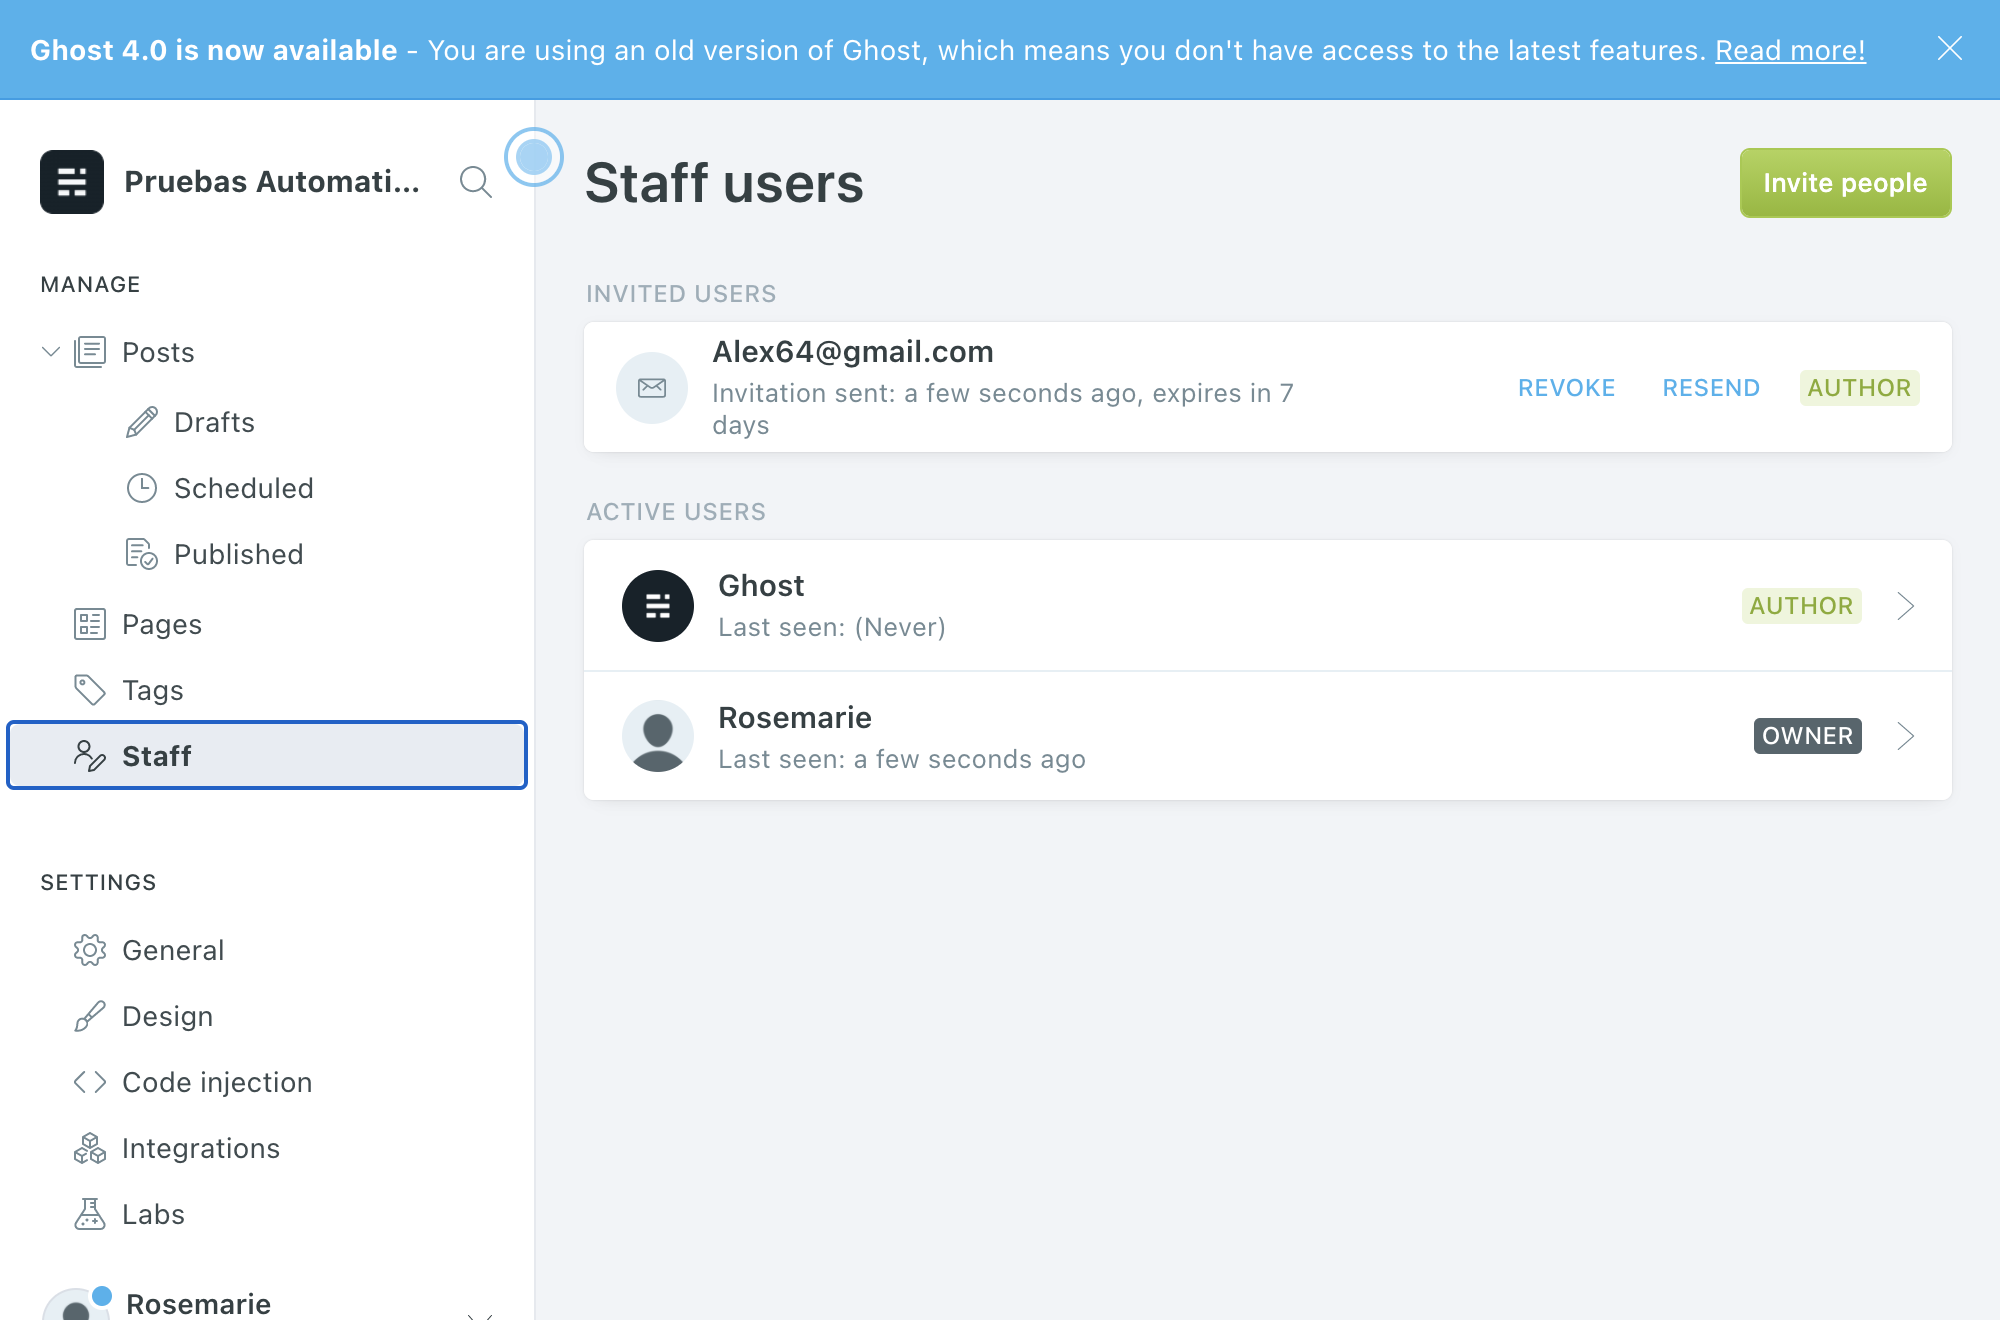 Ghost 4.0 is now available - You are using an old version of Ghost, which means you don't have access to the latest features. Read more!
Pruebas Automati...
MANAGE
Posts
Drafts
Scheduled
Published
Pages
Tags
Staff
SETTINGS
General
Design
Code injection
Integrations
Labs
Rosemarie
Staff users
Invite people
INVITED USERS
Alex64@gmail.com
Invitation sent: a few seconds ago, expires in 7
days
REVOKE RESEND AUTHOR
ACTIVE USERS
Ghost
Last seen: (Never)
AUTHOR
Rosemarie
Last seen: a few seconds ago
OWNER